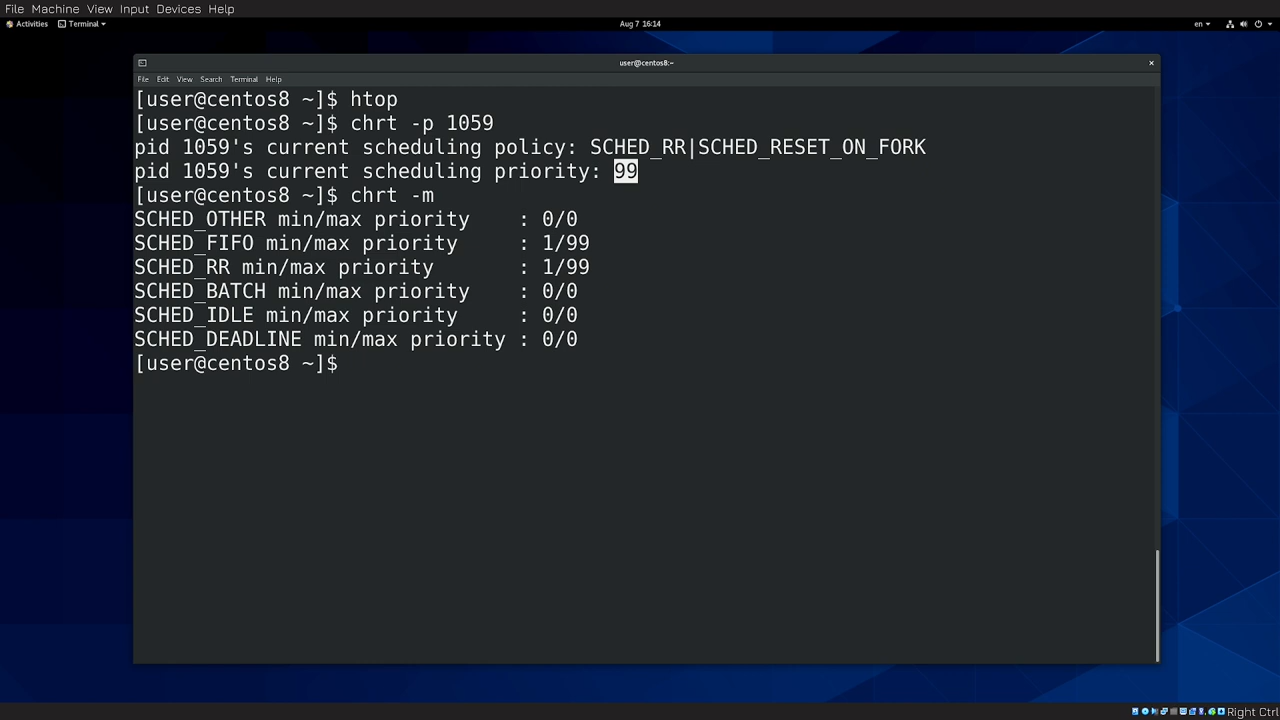 File Machine View Input Devices Help
Activities Terminal Aug 7 16:14 en
user@centos8:~
File Edit View Search Terminal Help
[user@centos8 ~]$ htop
[user@centos8 ~]$ chrt -p 1059
pid 1059's current scheduling policy: SCHED_RR|SCHED_RESET_ON_FORK
pid 1059's current scheduling priority: 99
[user@centos8 ~]$ chrt -m
SCHED_OTHER min/max priority    : 0/0
SCHED_FIFO min/max priority     : 1/99
SCHED_RR min/max priority       : 1/99
SCHED_BATCH min/max priority    : 0/0
SCHED_IDLE min/max priority     : 0/0
SCHED_DEADLINE min/max priority : 0/0
[user@centos8 ~]$
Right Ctrl